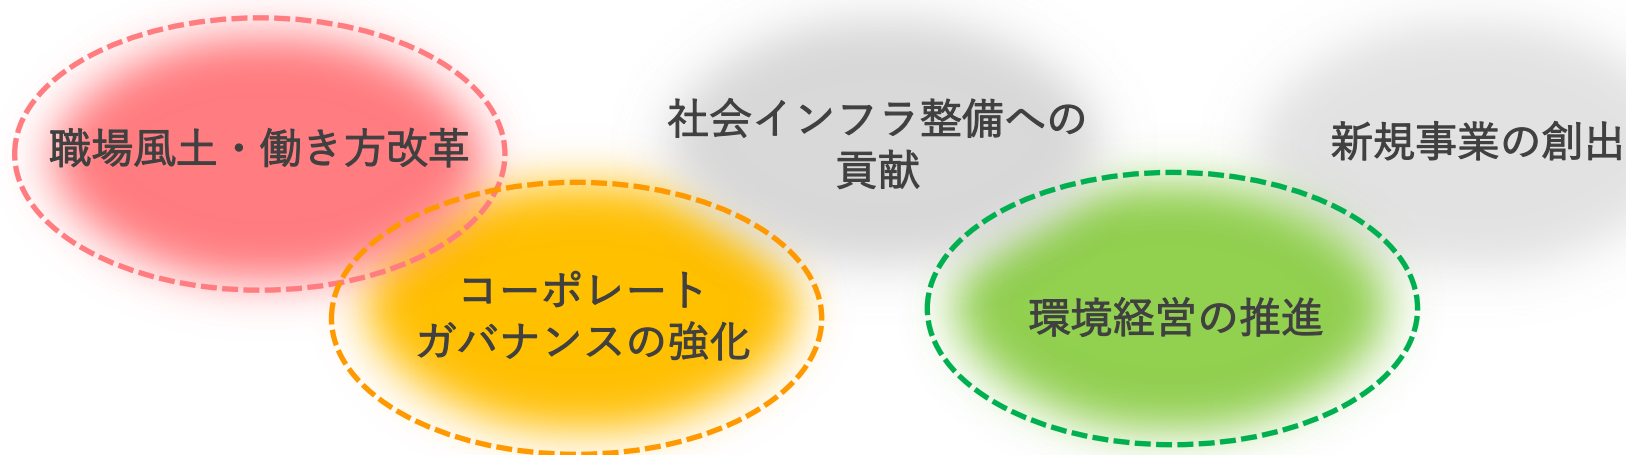 職場風土・働き方改革
コーポレート
ガバナンスの強化
社会インフラ整備への
貢献
環境経営の推進
新規事業の創出